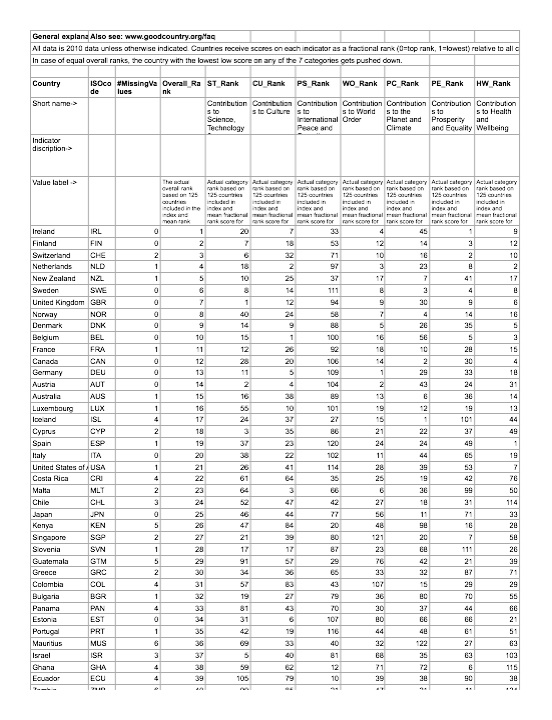 General explana Also see: www.goodcountry.org/faq
All data is 2010 data unless otherwise indicated. Countries receive scores on each indicator as a fractional rank (0=top rank, 1=lowest) relative to all c
In case of equal overall ranks, the country with the lowest low score on any of the 7 categories gets pushed down.
Country ISOcode #MissingValues Overall_Rank ST_Rank CU_Rank PS_Rank WO_Rank PC_Rank PE_Rank HW_Rank
Short name-> Contributions to Science, Technology Contributions to Culture Contributions to International Peace and Contributions to World Order Contributions to the Planet and Climate Contributions to Prosperity and Equality Contributions to Health and Wellbeing
Indicator discription->
Value label -> The actual overall rank based on 125 countries included in the index and mean rank Actual category rank based on 125 countries included in index and mean fractional rank score for Actual category rank based on 125 countries included in index and mean fractional rank score for Actual category rank based on 125 countries included in index and mean fractional rank score for Actual category rank based on 125 countries included in index and mean fractional rank score for Actual category rank based on 125 countries included in index and mean fractional rank score for Actual category rank based on 125 countries included in index and mean fractional rank score for Actual category rank based on 125 countries included in index and mean fractional rank score for
Ireland IRL 0 1 20 7 33 4 45 1 9
Finland FIN 0 2 7 18 53 12 14 3 12
Switzerland CHE 2 3 6 32 71 10 16 2 10
Netherlands NLD 1 4 18 2 97 3 23 8 2
New Zealand NZL 1 5 10 25 37 17 7 41 17
Sweden SWE 0 6 8 14 111 8 3 4 8
United Kingdom GBR 0 7 1 12 94 9 30 9 6
Norway NOR 0 8 40 24 58 7 4 14 16
Denmark DNK 0 9 14 9 88 5 26 35 5
Belgium BEL 0 10 15 1 100 16 56 5 3
France FRA 1 11 12 26 92 18 10 28 15
Canada CAN 0 12 28 20 106 14 2 30 4
Germany DEU 0 13 11 5 109 1 29 33 18
Austria AUT 0 14 2 4 104 2 43 24 31
Australia AUS 1 15 16 38 89 13 6 36 14
Luxembourg LUX 1 16 55 10 101 19 12 19 13
Iceland ISL 4 17 24 37 27 15 1 101 44
Cyprus CYP 2 18 3 35 86 21 22 37 49
Spain ESP 1 19 37 23 120 24 24 49 1
Italy ITA 0 20 38 22 102 11 44 65 19
United States of A USA 1 21 26 41 114 28 39 53 7
Costa Rica CRI 4 22 61 64 35 25 19 42 76
Malta MLT 2 23 64 3 66 6 36 99 50
Chile CHL 3 24 52 47 42 27 18 31 114
Japan JPN 0 25 46 44 77 56 11 71 33
Kenya KEN 5 26 47 84 20 48 98 16 28
Singapore SGP 2 27 21 39 80 121 20 7 58
Slovenia SVN 1 28 17 17 87 23 68 111 26
Guatemala GTM 5 29 91 57 29 76 42 21 39
Greece GRC 2 30 34 36 65 33 32 87 71
Colombia COL 4 31 57 83 43 107 15 29 29
Bulgaria BGR 1 32 19 27 79 36 80 70 55
Panama PAN 4 33 81 43 70 30 37 44 66
Estonia EST 0 34 31 6 107 80 66 66 21
Portugal PRT 1 35 42 19 116 44 48 61 51
Mauritius MUS 6 36 69 33 40 32 122 27 63
Israel ISR 3 37 5 40 81 68 35 63 103
Ghana GHA 4 38 59 62 12 71 72 6 115
Ecuador ECU 4 39 105 79 10 39 38 90 38